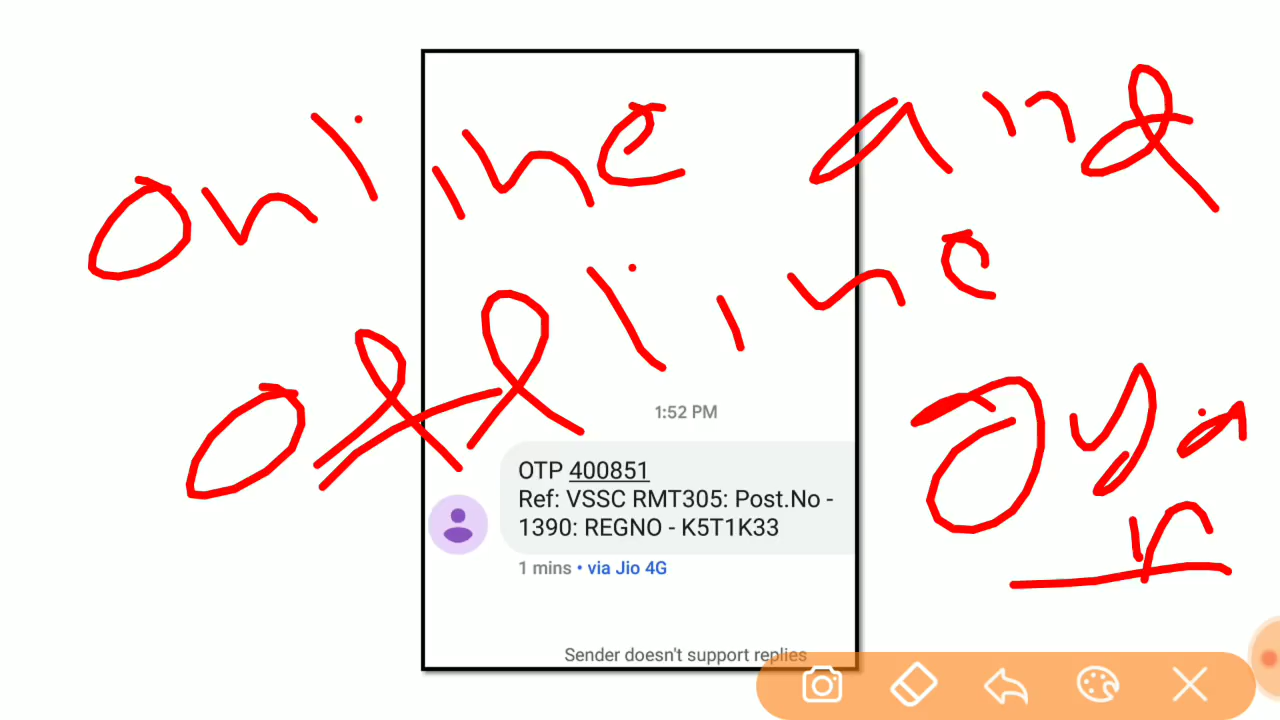 online and
offline
1:52 PM
OTP 400851
Ref: VSSC RMT305: Post.No -
1390: REGNO - K5T1K33
1 mins • via Jio 4G
Sender doesn't support replies